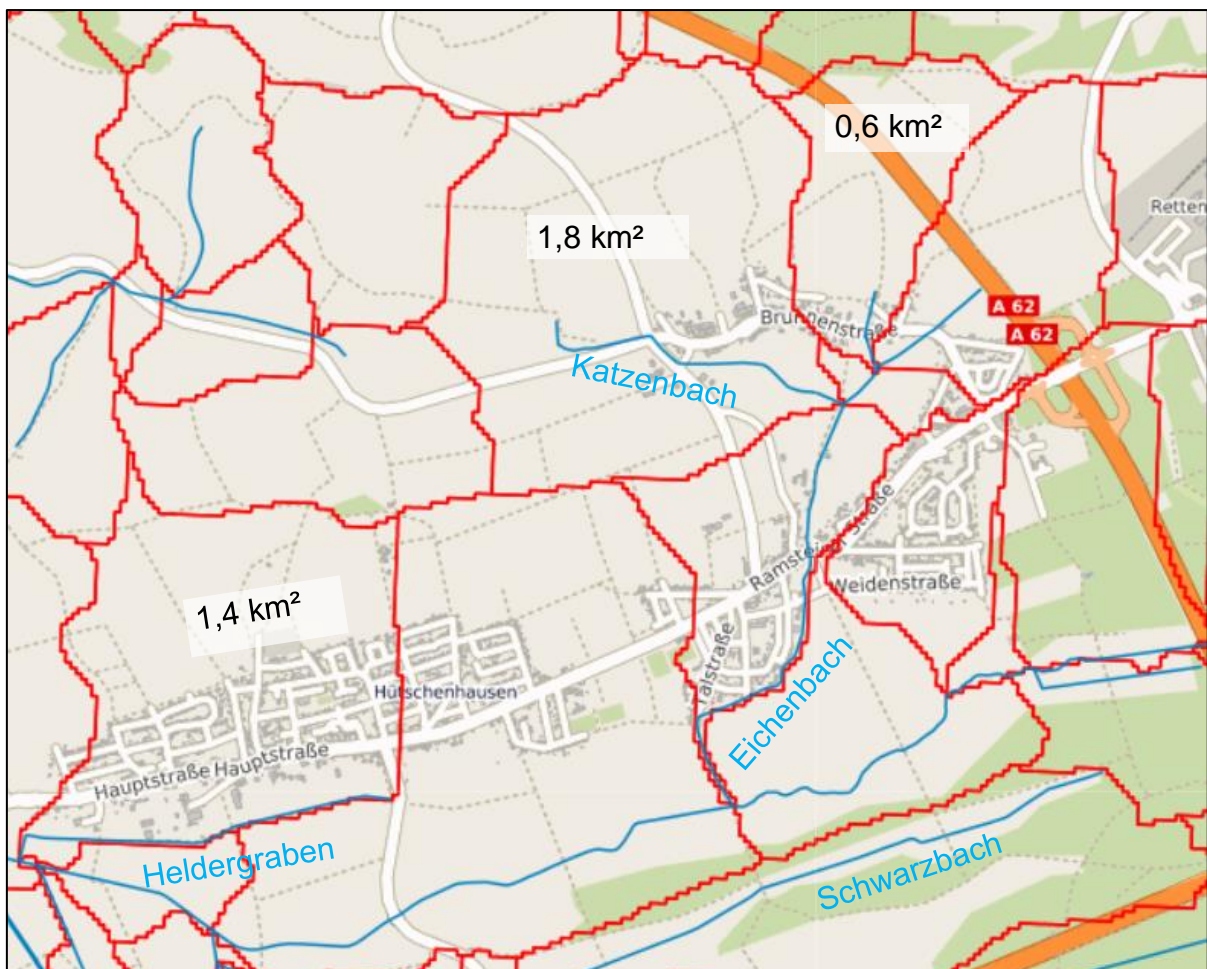 0,6 km²
Retten
1,8 km²
A 62
A 62
Brunnenstraße
Katzenbach
Ramsteiner Straße
Weidenstraße
1,4 km²
Talstraße
Hütschenhausen
Eichenbach
Hauptstraße Hauptstraße
Heldergraben
Schwarzbach